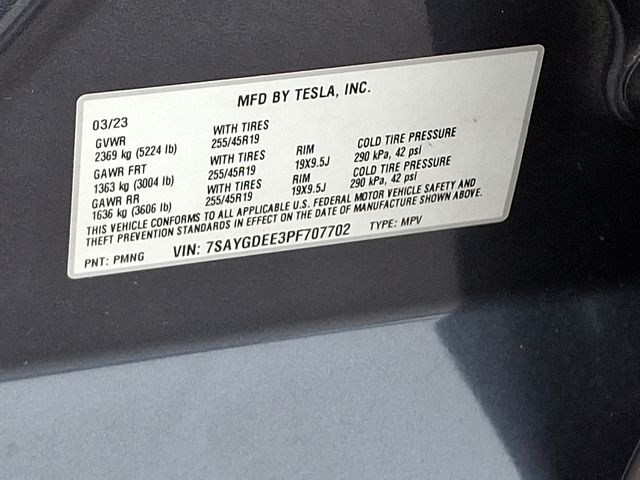 MFD BY TESLA, INC.
03/23
GVWR WITH TIRES
2369 kg (5224 lb) 255/45R19 RIM COLD TIRE PRESSURE
GAWR FRT WITH TIRES 19X9.5J 290 kPa, 42 psi
1363 kg (3004 lb) 255/45R19 RIM COLD TIRE PRESSURE
GAWR RR WITH TIRES 19X9.5J 290 kPa, 42 psi
1636 kg (3606 lb) 255/45R19
THIS VEHICLE CONFORMS TO ALL APPLICABLE U.S. FEDERAL MOTOR VEHICLE SAFETY AND
THEFT PREVENTION STANDARDS IN EFFECT ON THE DATE OF MANUFACTURE SHOWN ABOVE.
PNT: PMNG VIN: 7SAYGDEE3PF707702 TYPE: MPV